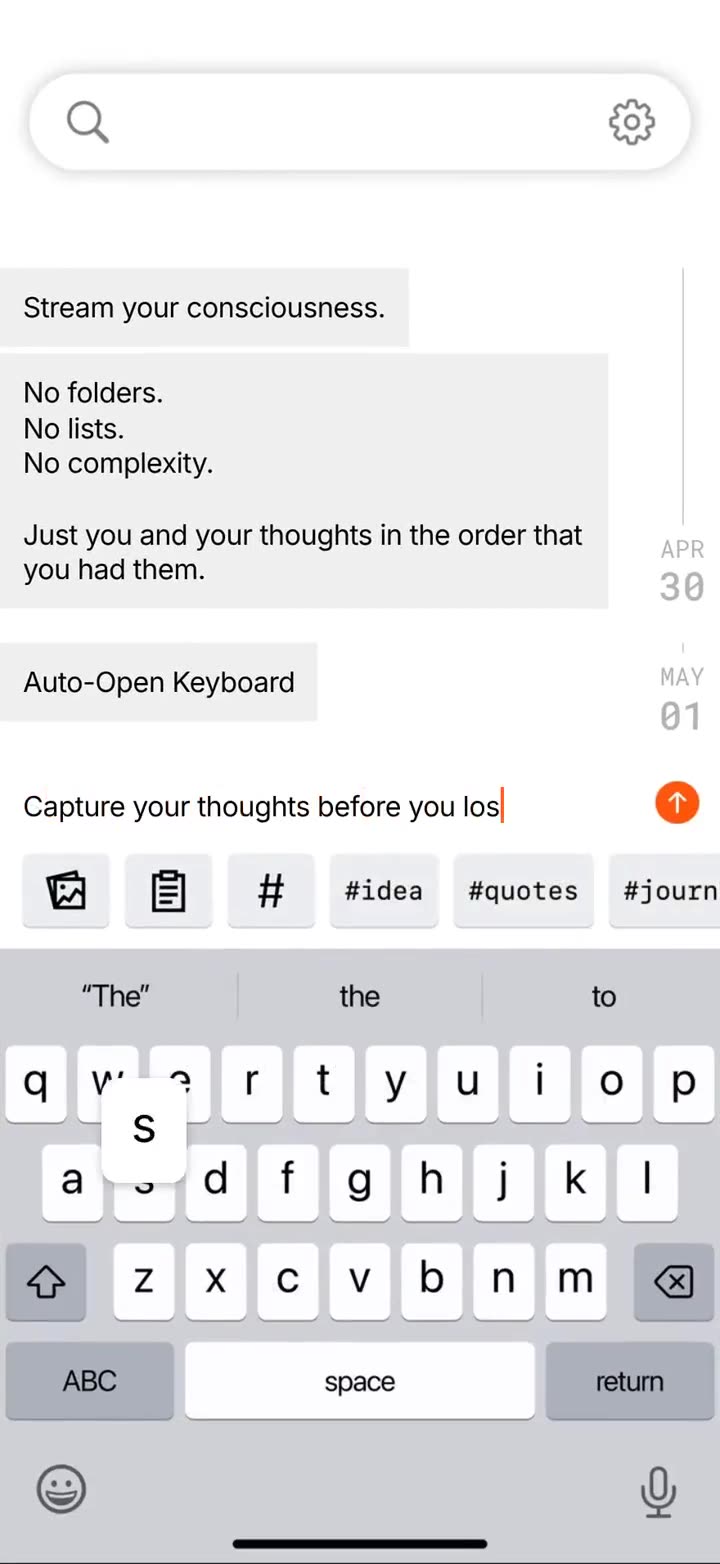 Stream your consciousness.
No folders.
No lists.
No complexity.
Just you and your thoughts in the order that
you had them.
APR
30
Auto-Open Keyboard
MAY
01
Capture your thoughts before you los
# #idea #quotes #journ
“The” the to
q w e r t y u i o p
s
a s d f g h j k l
z x c v b n m
ABC space return